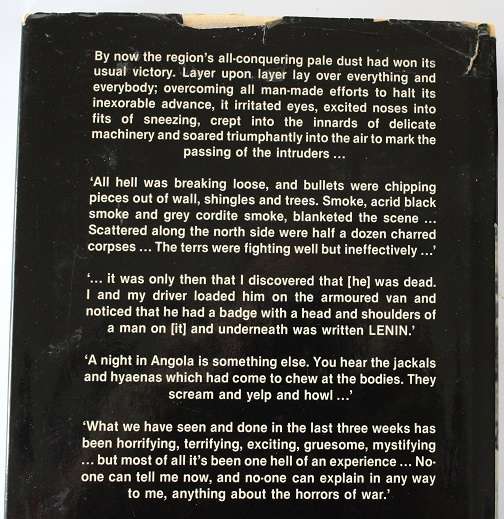 By now the region's all-conquering pale dust had won its
usual victory. Layer upon layer lay over everything and
everybody; overcoming all man-made efforts to halt its
inexorable advance, it irritated eyes, excited noses into
fits of sneezing, crept into the innards of delicate
machinery and soared triumphantly into the air to mark the
passing of the intruders ...
'All hell was breaking loose, and bullets were chipping
pieces out of wall, shingles and trees. Smoke, acrid black
smoke and grey cordite smoke, blanketed the scene ...
Scattered along the north side were half a dozen charred
corpses ... The terrs were fighting well but ineffectively ...'
'... it was only then that I discovered that [he] was dead.
I and my driver loaded him on the armoured van and
noticed that he had a badge with a head and shoulders of
a man on [it] and underneath was written LENIN.'
'A night in Angola is something else. You hear the jackals
and hyaenas which had come to chew at the bodies. They
scream and yelp and howl ...'
'What we have seen and done in the last three weeks has
been horrifying, terrifying, exciting, gruesome, mystifying
... but most of all it's been one hell of an experience ... No-
one can tell me now, and no-one can explain in any way
to me, anything about the horrors of war.'